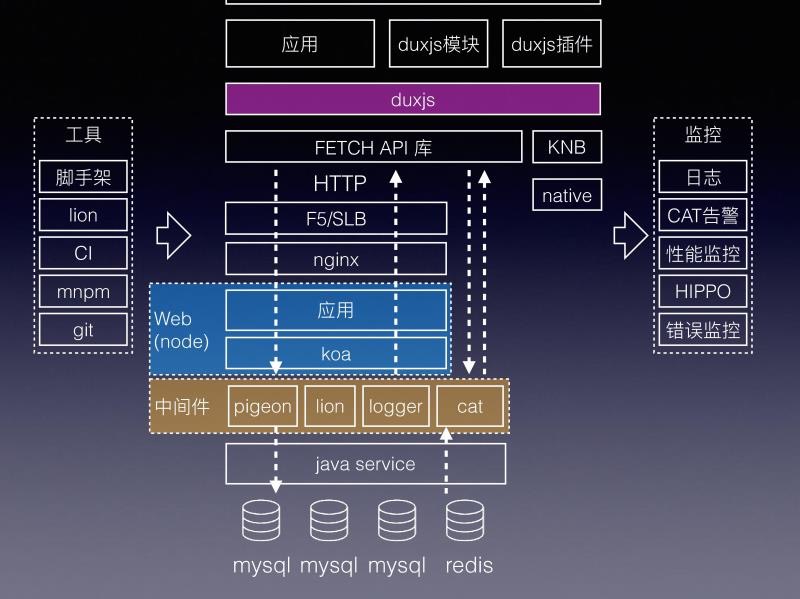 应用
duxjs模块
duxjs插件
duxjs
FETCH API 库
KNB
HTTP
native
F5/SLB
nginx
Web
(node)
应用
koa
中间件
pigeon
lion
logger
cat
java service
mysql
mysql
mysql
redis
工具
脚手架
lion
CI
mnpm
git
监控
日志
CAT告警
性能监控
HIPPO
错误监控